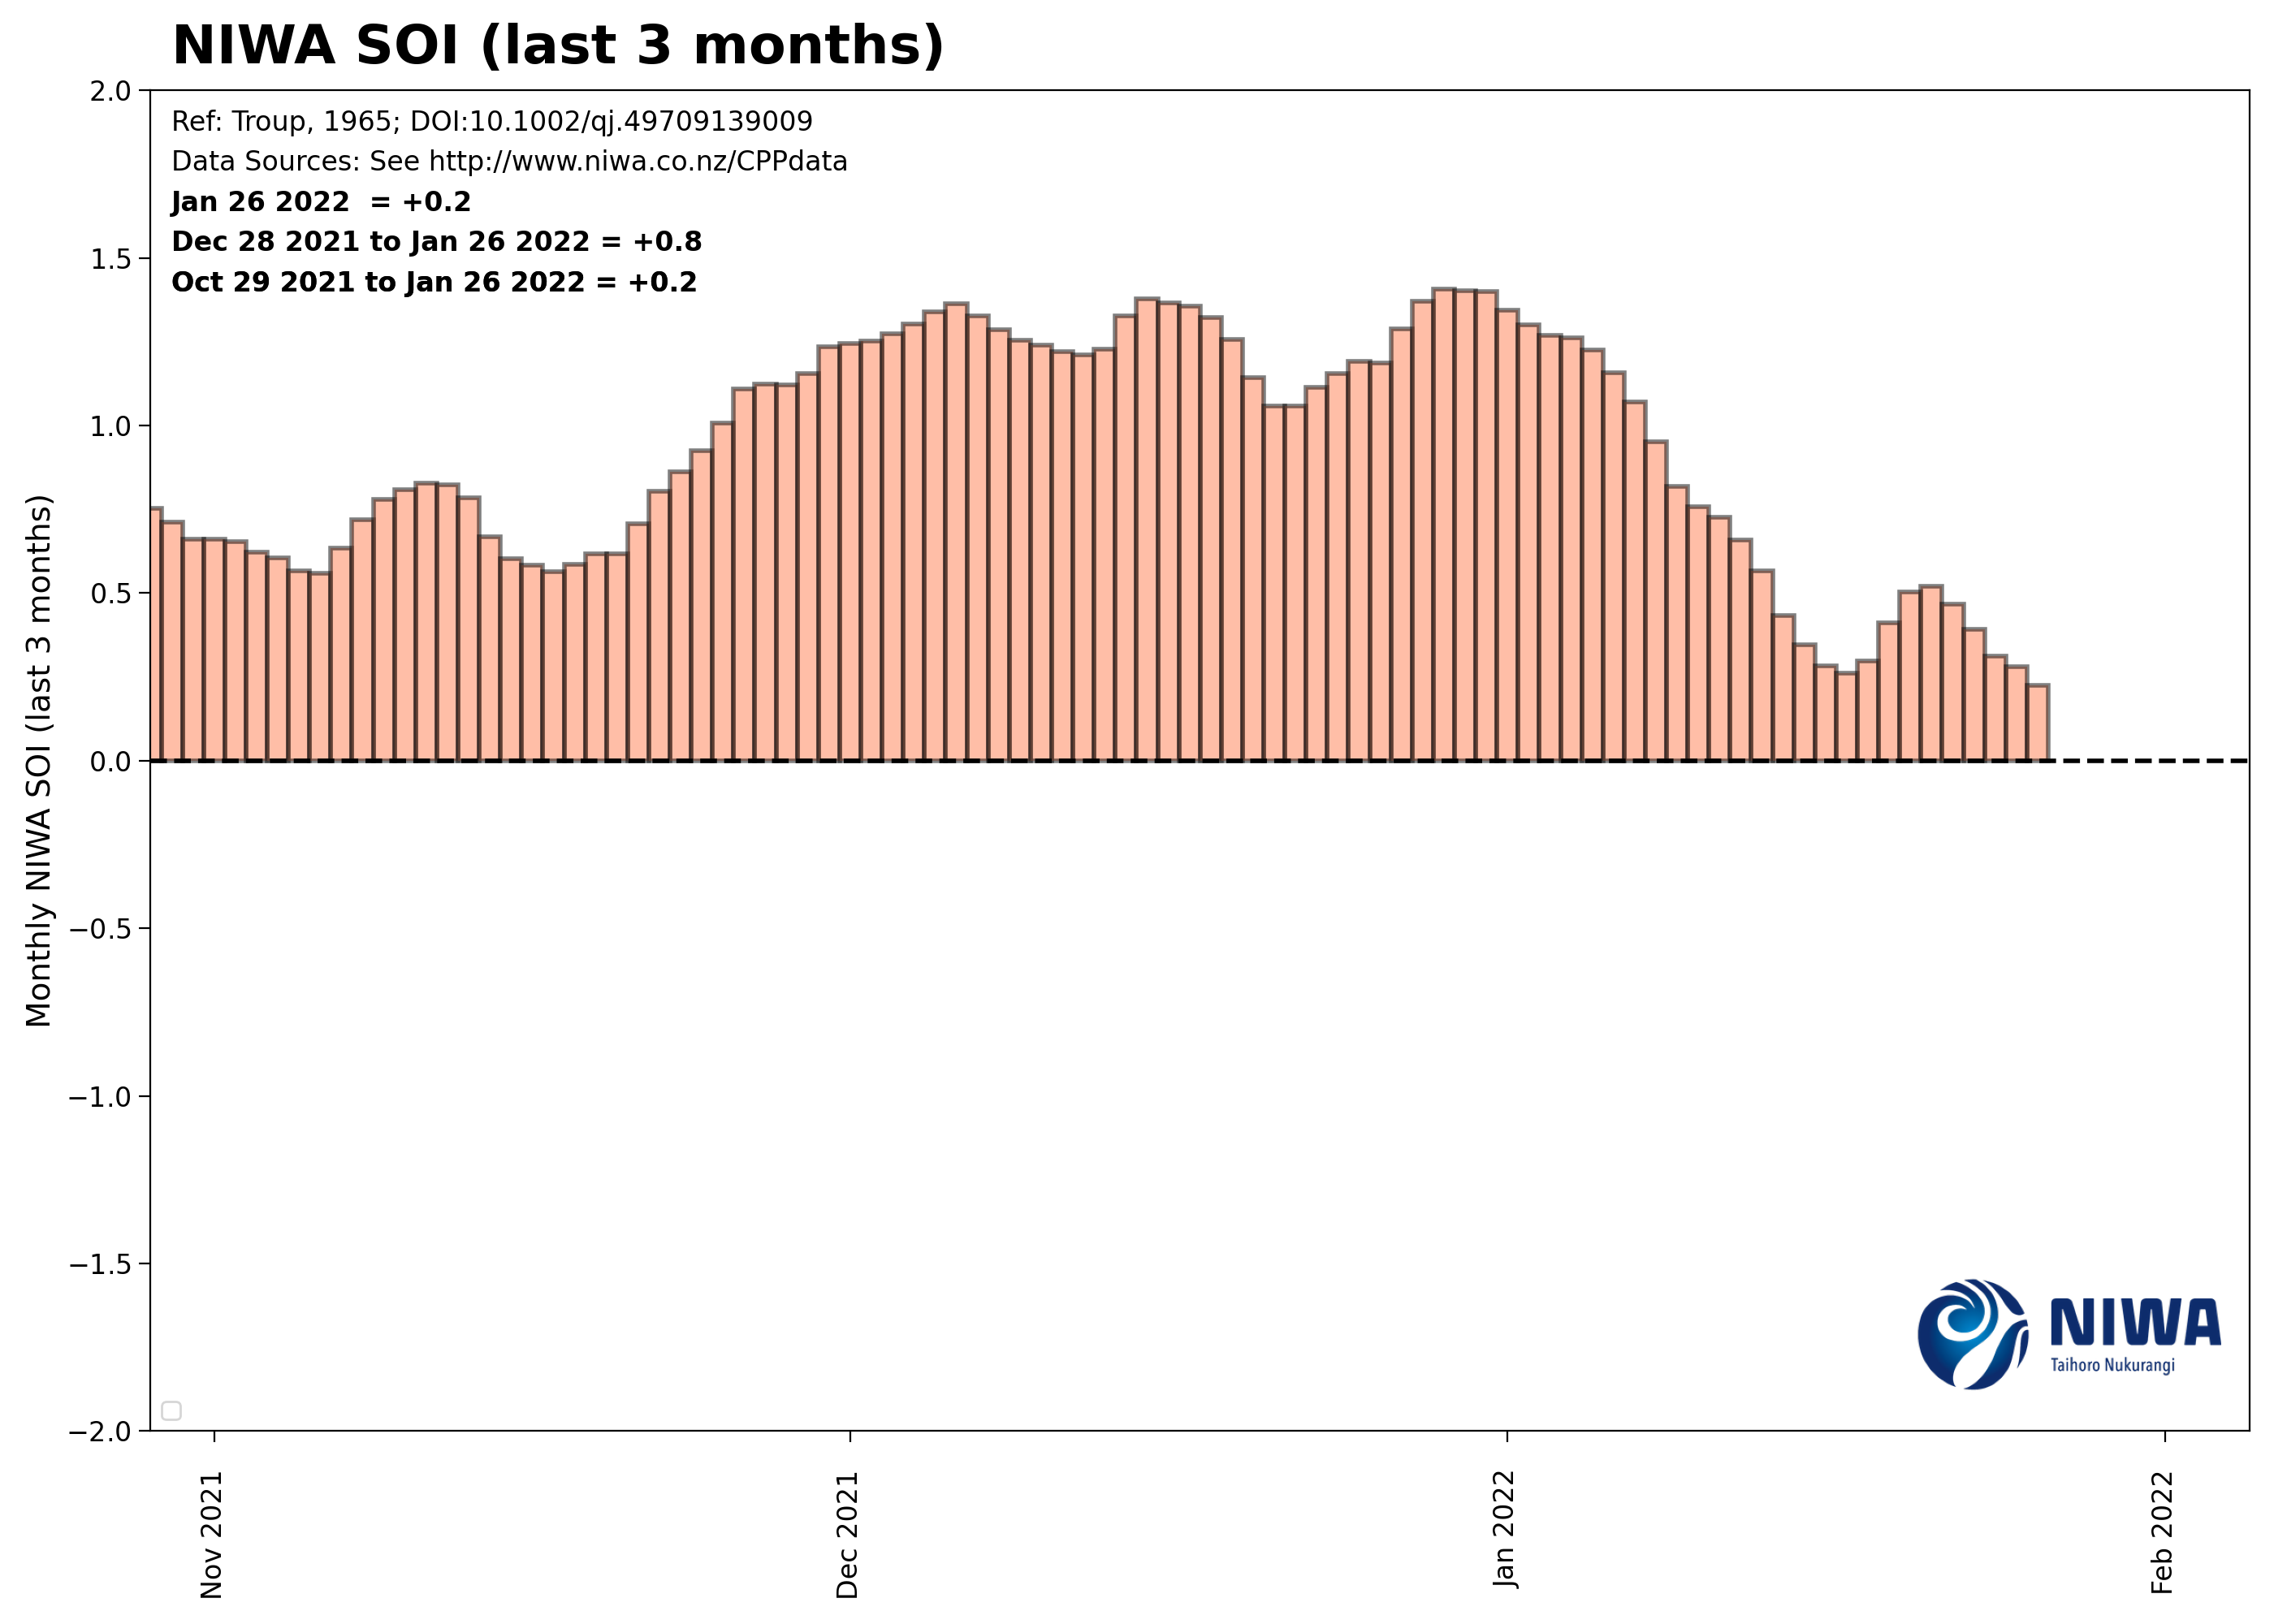 NIWA SOI (last 3 months)
Ref: Troup, 1965; DOI:10.1002/qj.49709139009
Data Sources: See http://www.niwa.co.nz/CPPdata
Jan 26 2022  = +0.2
Dec 28 2021 to Jan 26 2022 = +0.8
Oct 29 2021 to Jan 26 2022 = +0.2
Monthly NIWA SOI (last 3 months)
2.0
1.5
1.0
0.5
0.0
−0.5
−1.0
−1.5
−2.0
NIWA
Taihoro Nukurangi
Nov 2021
Dec 2021
Jan 2022
Feb 2022